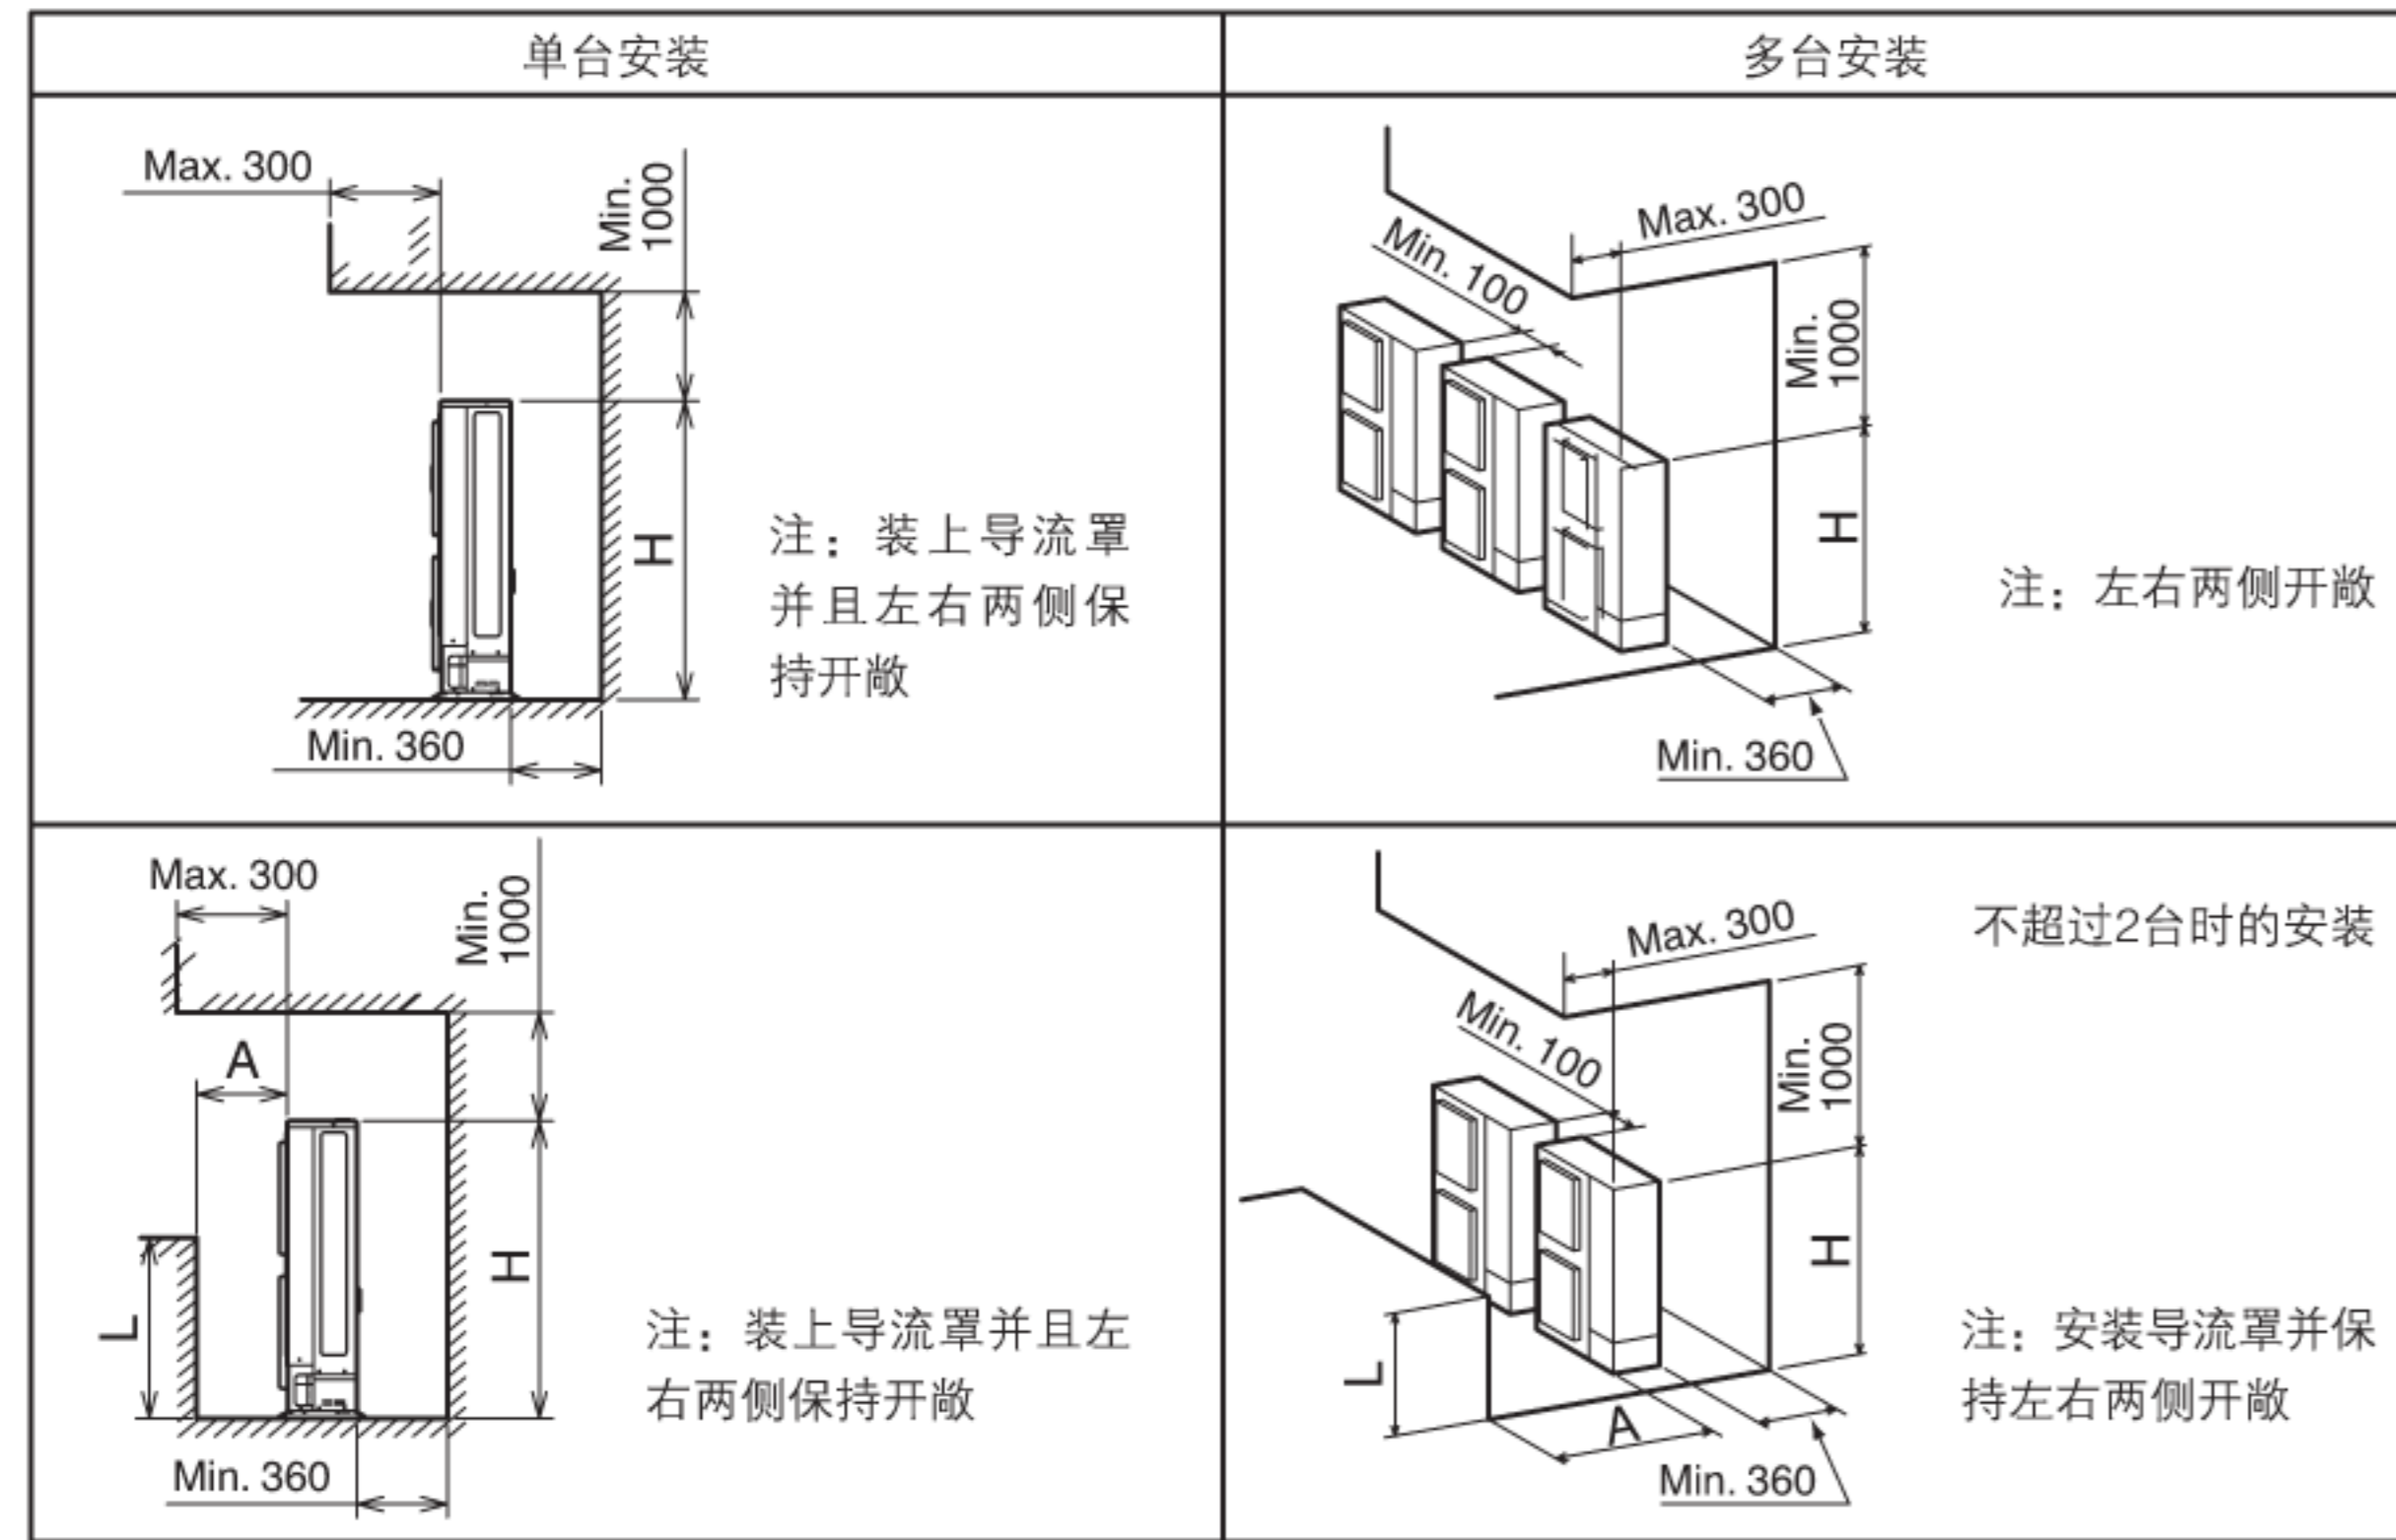 单台安装
多台安装
Max. 300
Min.
1000
H
Min. 360
注：装上导流罩
并且左右两侧保
持开敞
Max. 300
Min. 100
Min.
1000
H
Min. 360
注：左右两侧开敞
Max. 300
Min.
1000
A
H
L
Min. 360
注：装上导流罩并且左
右两侧保持开敞
不超过2台时的安装
Max. 300
Min. 100
Min.
1000
H
L
A
Min. 360
注：安装导流罩并保
持左右两侧开敞